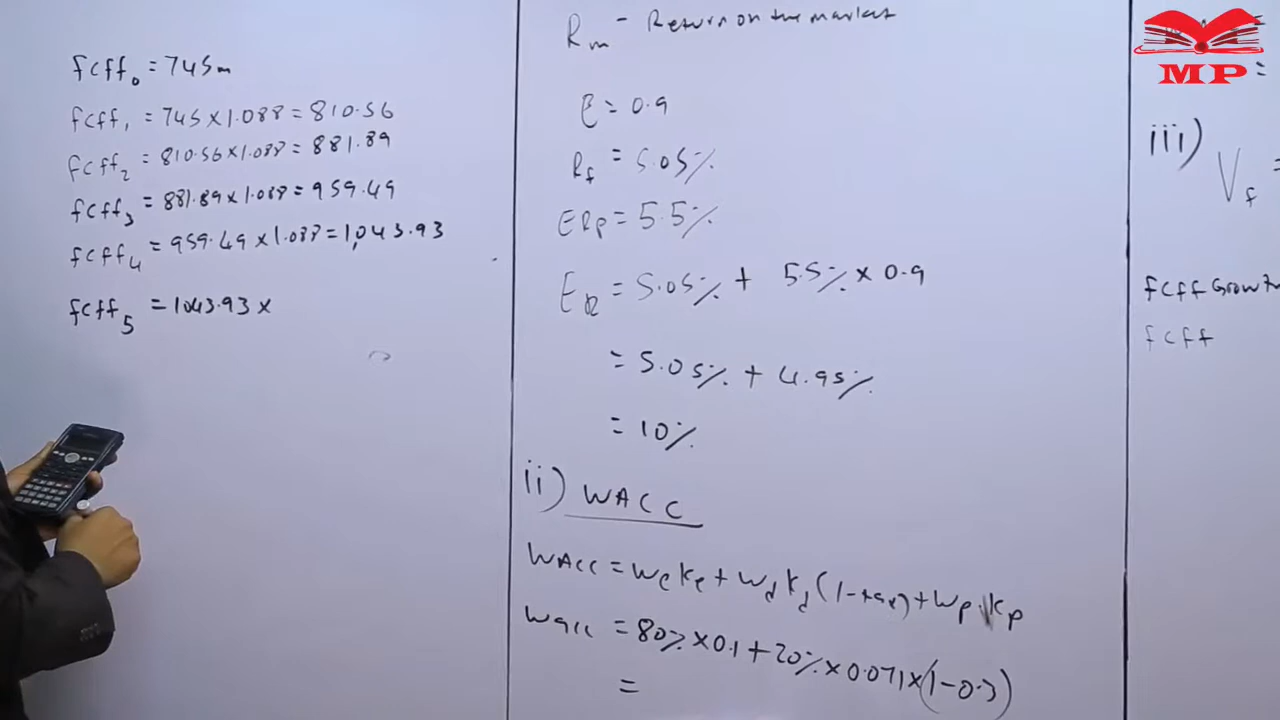 fcff₀ = 745m
fcff₁ = 745 x 1.088 = 810.56
fcff₂ = 810.56 x 1.088 = 881.89
fcff₃ = 881.89 x 1.088 = 959.49
fcff₄ = 959.49 x 1.088 = 1,043.93
fcff₅ = 1043.93 x
Rm - Return on the market
β = 0.9
Rf = 5.05%
ERP = 5.5%
ER = 5.05% + 5.5% x 0.9
= 5.05% + 4.95%
= 10%
ii) WACC
WACC = WeKe + WdKd (1-tax) + Wp.Kp
Wacc = 80% x 0.1 + 20% x 0.071 x (1-0.3)
=
MP
=
iii) Vf =
fcff Growth
fcff